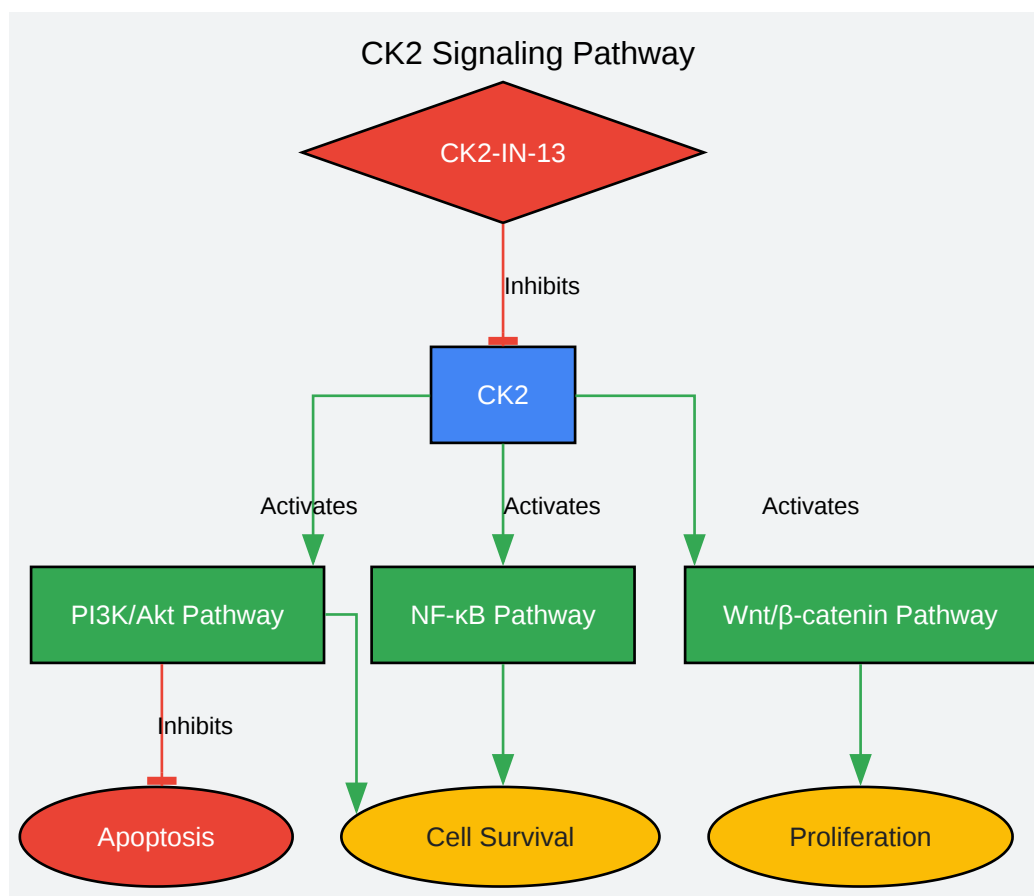 CK2 Signaling Pathway
CK2-IN-13
Inhibits
CK2
Activates
Activates
Activates
PI3K/Akt Pathway
NF-κB Pathway
Wnt/β-catenin Pathway
Inhibits
Apoptosis
Cell Survival
Proliferation